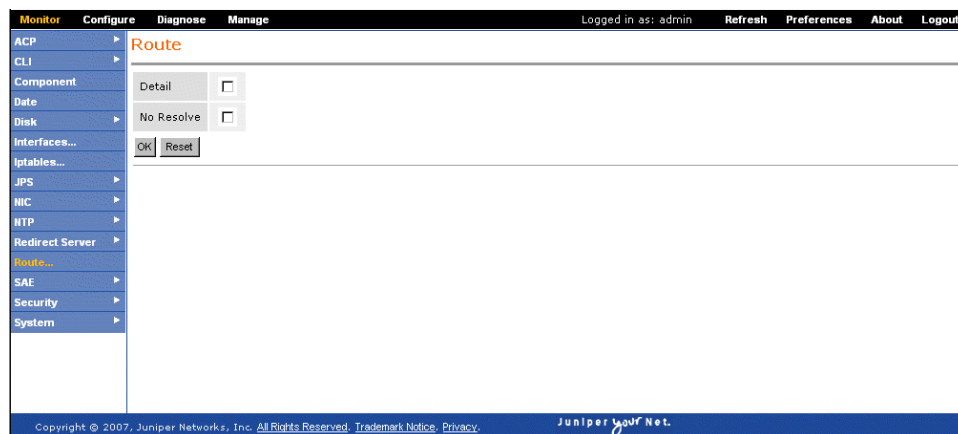 Monitor Configure Diagnose Manage Logged in as: admin Refresh Preferences About Logout
ACP
CLI
Component
Date
Disk
Interfaces...
Iptables...
JPS
NIC
NTP
Redirect Server
Route...
SAE
Security
System
Route
Detail
No Resolve
OK Reset
Copyright © 2007, Juniper Networks, Inc. All Rights Reserved. Trademark Notice. Privacy.
Juniper your Net.